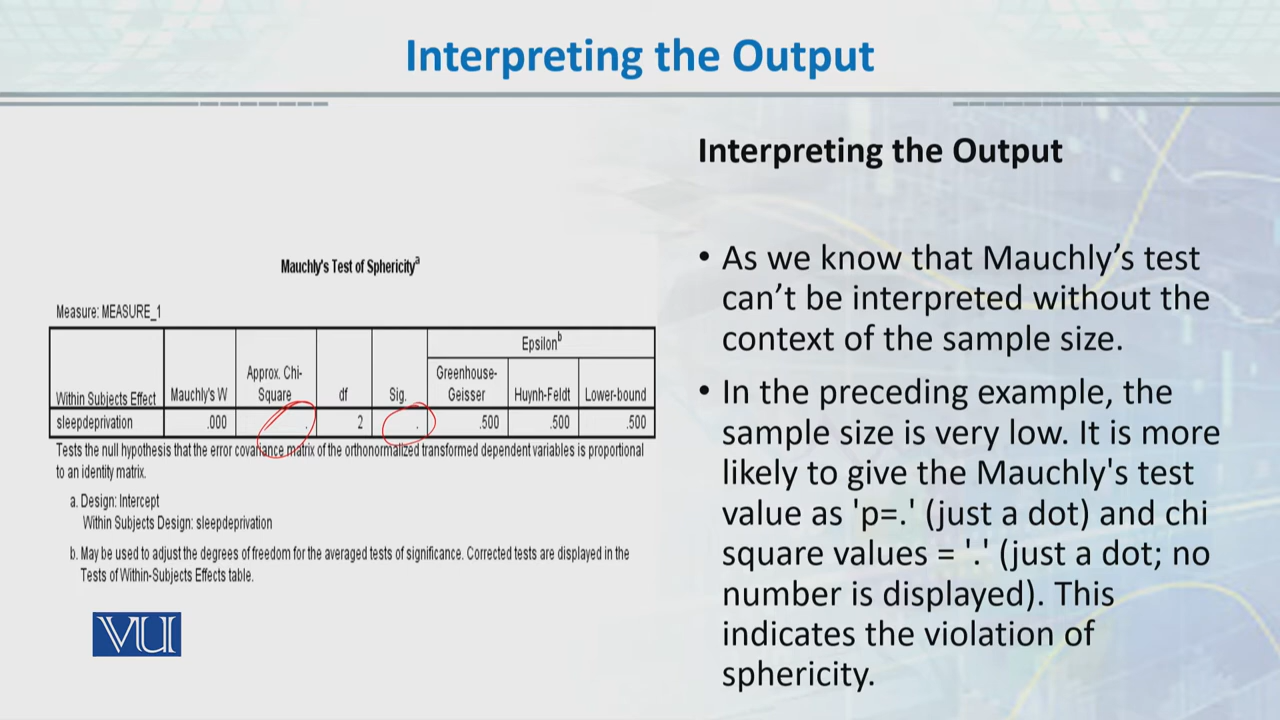 Interpreting the Output
Mauchly's Test of Sphericityᵃ
Measure: MEASURE_1
Within Subjects Effect Mauchly's W Approx. Chi-Square df Sig. Epsilonᵇ Greenhouse-Geisser Huynh-Feldt Lower-bound
sleepdeprivation .000 . 2 . .500 .500 .500
Tests the null hypothesis that the error covariance matrix of the orthonormalized transformed dependent variables is proportional
to an identity matrix.
a. Design: Intercept
Within Subjects Design: sleepdeprivation
b. May be used to adjust the degrees of freedom for the averaged tests of significance. Corrected tests are displayed in the
Tests of Within-Subjects Effects table.
VU
Interpreting the Output
• As we know that Mauchly’s test
can’t be interpreted without the
context of the sample size.
• In the preceding example, the
sample size is very low. It is more
likely to give the Mauchly's test
value as 'p=.' (just a dot) and chi
square values = '.' (just a dot; no
number is displayed). This
indicates the violation of
sphericity.